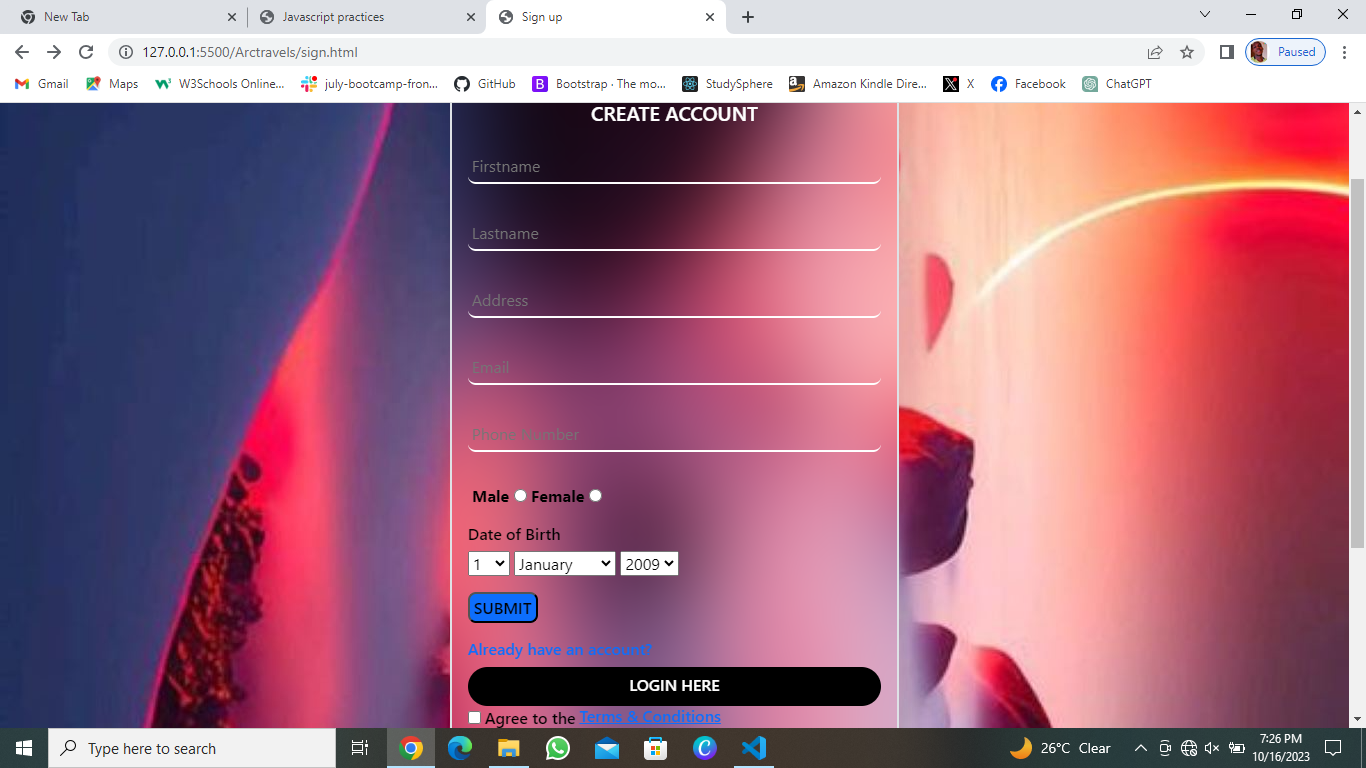 New Tab
Javascript practices
Sign up
127.0.0.1:5500/Arctravels/sign.html
Paused
Gmail
Maps
W3Schools Online...
july-bootcamp-fron...
GitHub
Bootstrap · The mo...
StudySphere
Amazon Kindle Dire...
X
Facebook
ChatGPT
CREATE ACCOUNT
Firstname
Lastname
Address
Email
Phone Number
Male Female
Date of Birth
1 January 2009
SUBMIT
Already have an account?
LOGIN HERE
Agree to the Terms & Conditions
Type here to search
26°C Clear
7:26 PM
10/16/2023